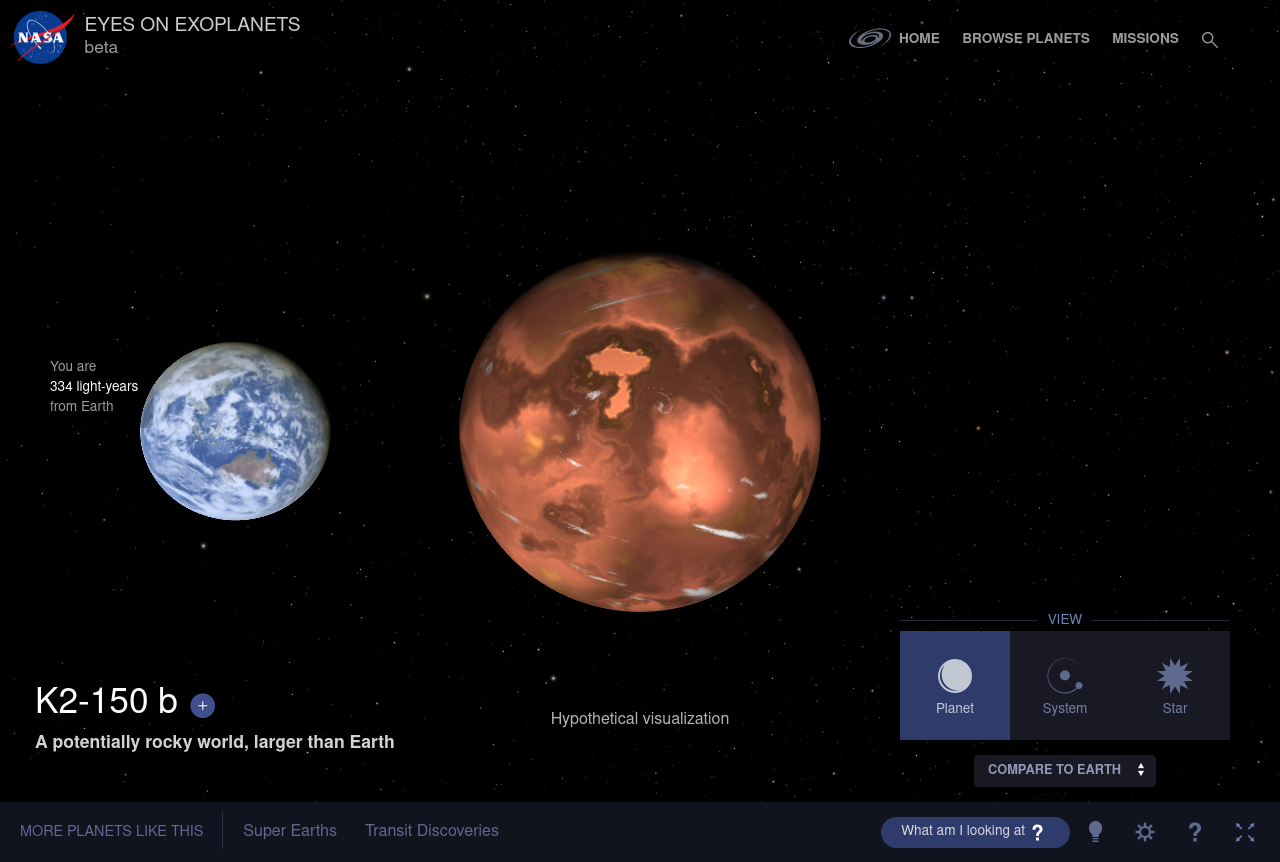 NASA
EYES ON EXOPLANETS
beta
HOME
BROWSE PLANETS
MISSIONS
You are
334 light-years
from Earth
K2-150 b +
A potentially rocky world, larger than Earth
Hypothetical visualization
VIEW
Planet
System
Star
COMPARE TO EARTH
MORE PLANETS LIKE THIS
Super Earths
Transit Discoveries
What am I looking at ?
?